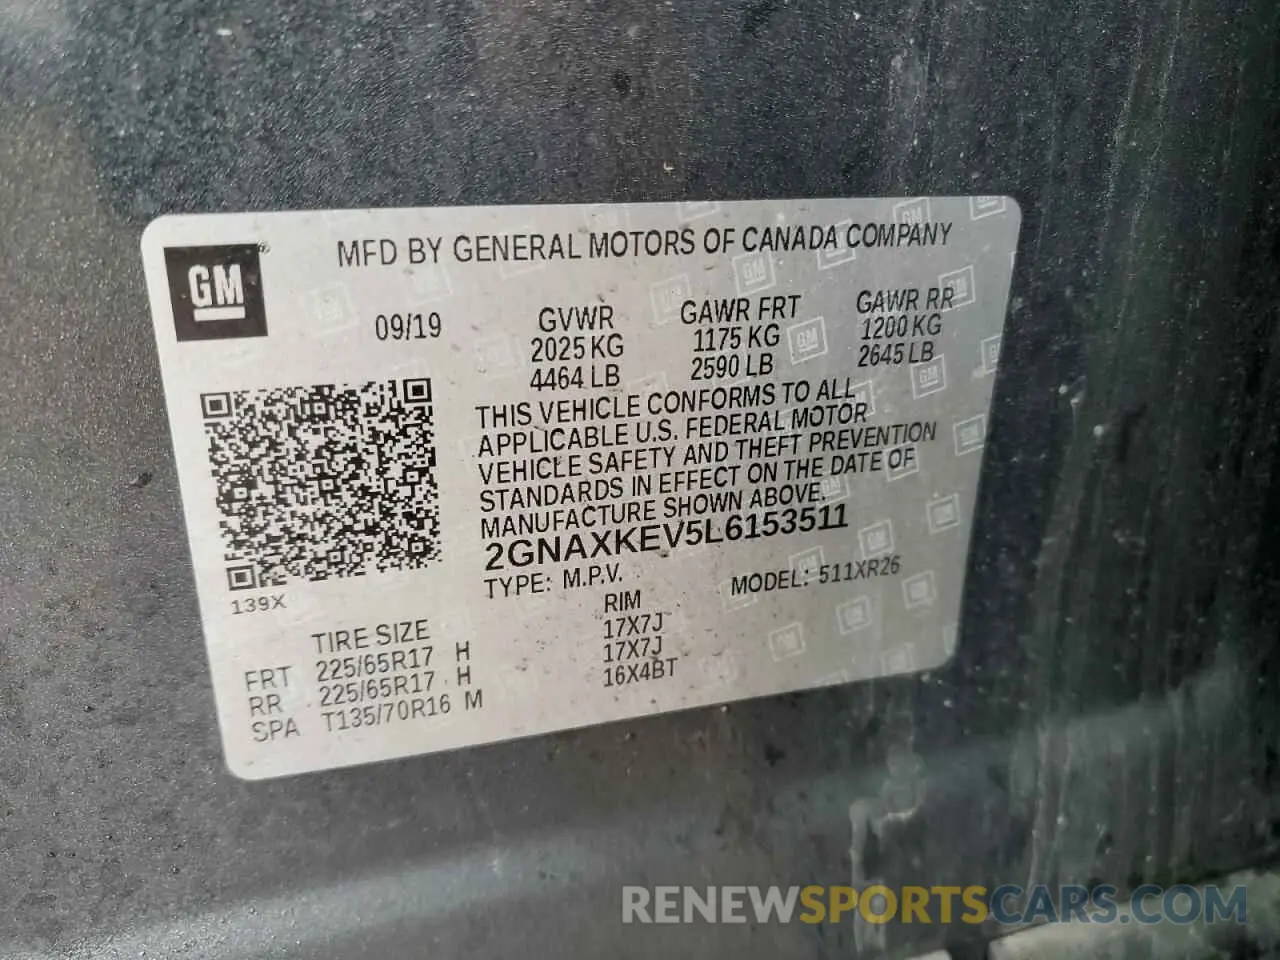 GM
MFD BY GENERAL MOTORS OF CANADA COMPANY
09/19
GVWR
2025 KG
4464 LB
GAWR FRT
1175 KG
2590 LB
GAWR RR
1200 KG
2645 LB
THIS VEHICLE CONFORMS TO ALL
APPLICABLE U.S. FEDERAL MOTOR
VEHICLE SAFETY AND THEFT PREVENTION
STANDARDS IN EFFECT ON THE DATE OF
MANUFACTURE SHOWN ABOVE.
2GNAXKEV5L6153511
TYPE: M.P.V. MODEL: 511XR26
139X
TIRE SIZE RIM
FRT 225/65R17 H 17X7J
RR 225/65R17 H 17X7J
SPA T135/70R16 M 16X4BT
RENEWSPORTSCARS.COM